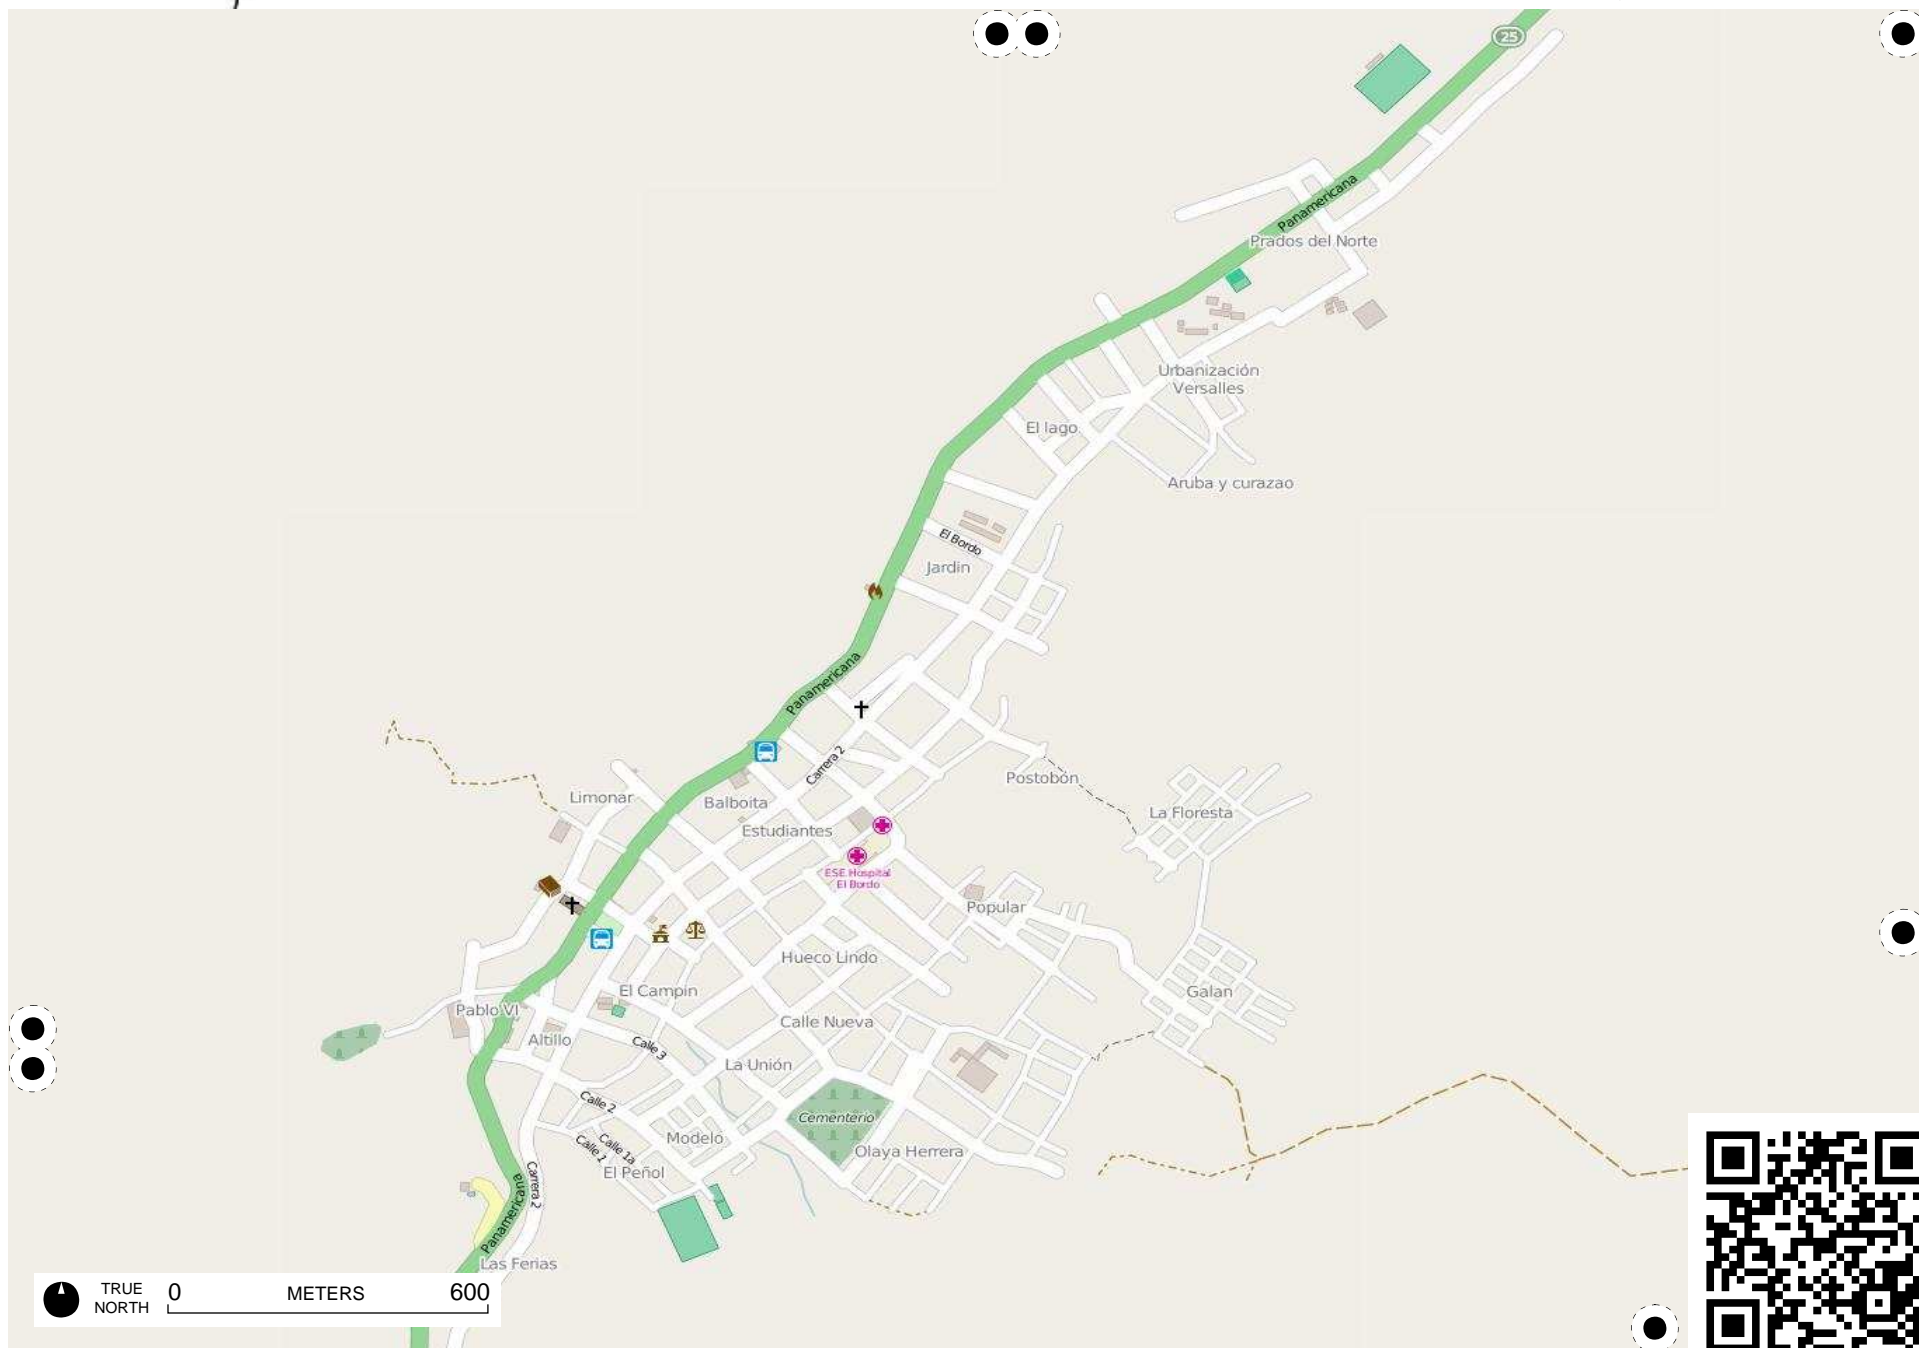 25
Panamericana
Prados del Norte
Urbanización
Versalles
El lago
Aruba y curazao
El Bordo
Jardin
Panamericana
Carrera 2
Postobón
Limonar
Balboita
La Floresta
Estudiantes
ESE Hospital
El Bordo
Popular
Hueco Lindo
El Campin
Galan
Pablo VI
Calle Nueva
Altillo
Calle 3
La Unión
Calle 2
Cementerio
Modelo
Calle 1a
Calle 1
Olaya Herrera
El Peñol
Carrera 2
Panamericana
Las Ferias
TRUE
NORTH
0 METERS 600